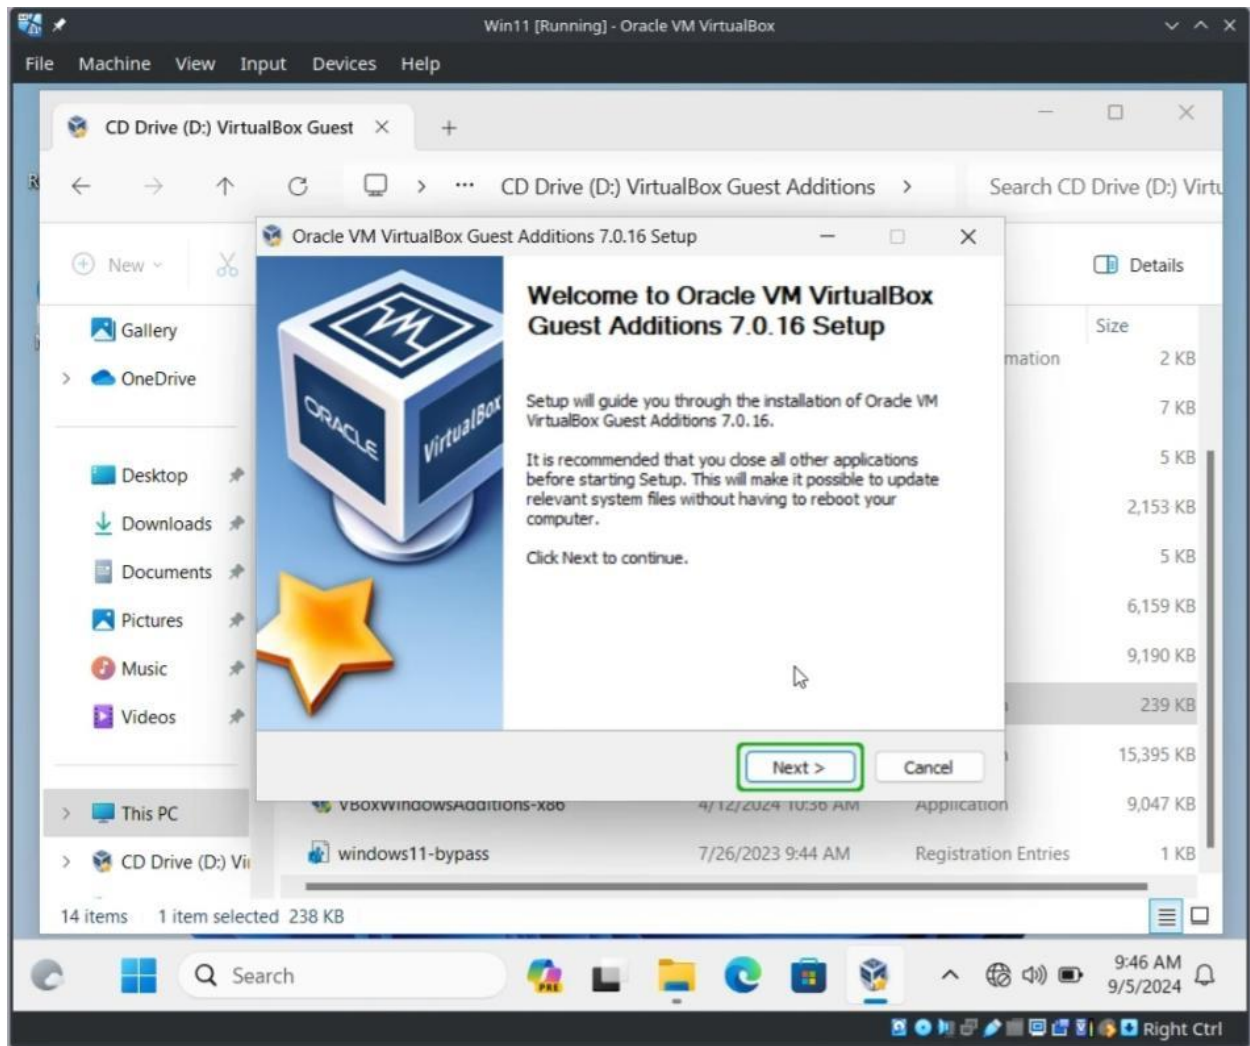 Win11 [Running] - Oracle VM VirtualBox
File Machine View Input Devices Help
CD Drive (D:) VirtualBox Guest
CD Drive (D:) VirtualBox Guest Additions
Search CD Drive (D:) Virtu
Oracle VM VirtualBox Guest Additions 7.0.16 Setup
New
Details
Welcome to Oracle VM VirtualBox
Guest Additions 7.0.16 Setup
Setup will guide you through the installation of Oracle VM
VirtualBox Guest Additions 7.0.16.
It is recommended that you close all other applications
before starting Setup. This will make it possible to update
relevant system files without having to reboot your
computer.
Click Next to continue.
ORACLE
VirtualBox
Next >
Cancel
Gallery
OneDrive
Desktop
Downloads
Documents
Pictures
Music
Videos
This PC
CD Drive (D:) Vi
Size
mation 2 KB
7 KB
5 KB
2,153 KB
5 KB
6,159 KB
9,190 KB
239 KB
15,395 KB
VBoxWindowsAdditions-x86 4/12/2024 10:36 AM Application 9,047 KB
windows11-bypass 7/26/2023 9:44 AM Registration Entries 1 KB
14 items 1 item selected 238 KB
Search
PRE
9:46 AM
9/5/2024
Right Ctrl